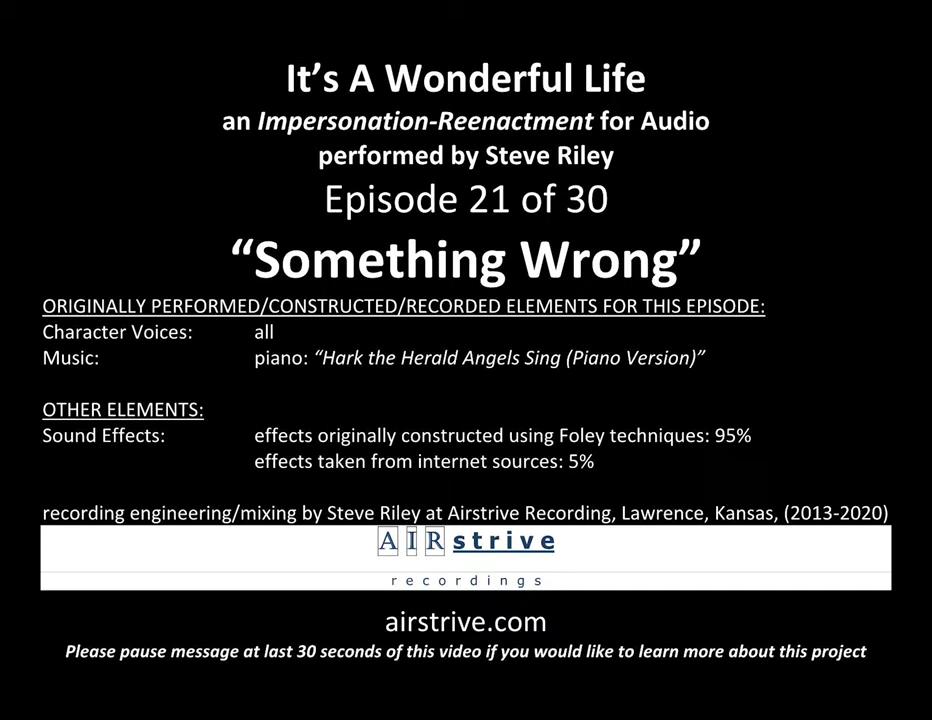 It’s A Wonderful Life
an Impersonation-Reenactment for Audio
performed by Steve Riley
Episode 21 of 30
“Something Wrong”
ORIGINALLY PERFORMED/CONSTRUCTED/RECORDED ELEMENTS FOR THIS EPISODE:
Character Voices: all
Music: piano: “Hark the Herald Angels Sing (Piano Version)”
OTHER ELEMENTS:
Sound Effects: effects originally constructed using Foley techniques: 95%
effects taken from internet sources: 5%
recording engineering/mixing by Steve Riley at Airstrive Recording, Lawrence, Kansas, (2013-2020)
AIRstrive
recordings
airstrive.com
Please pause message at last 30 seconds of this video if you would like to learn more about this project